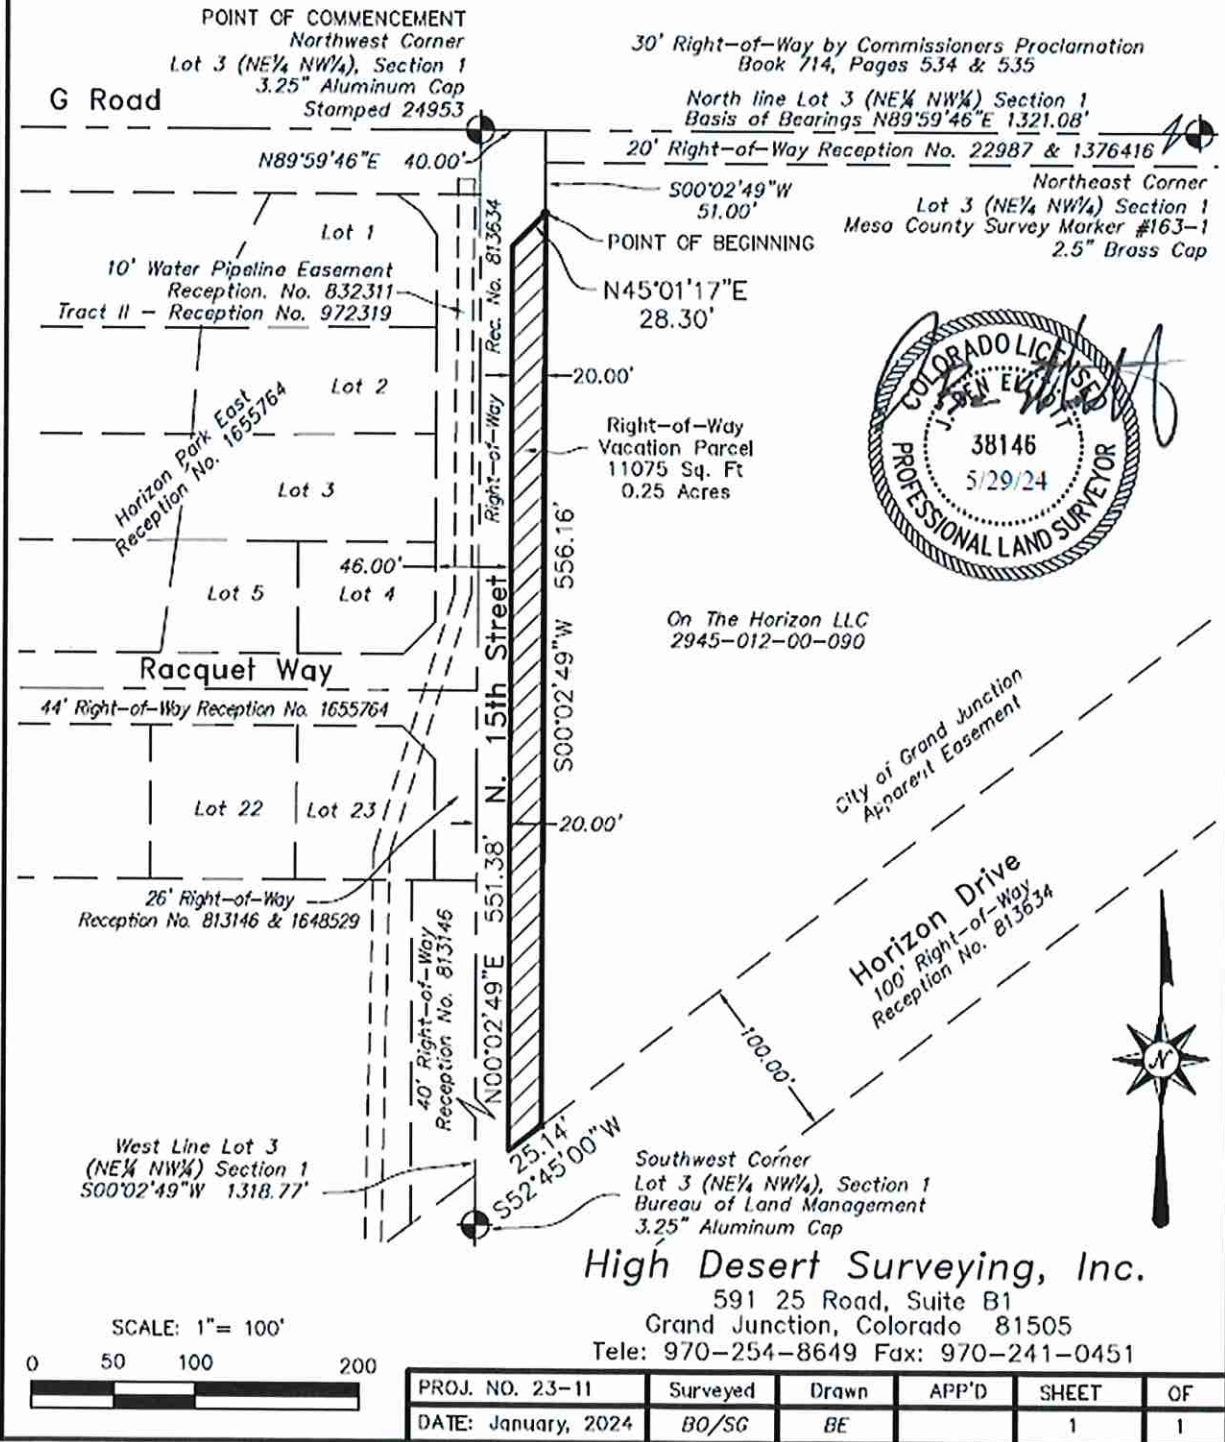 POINT OF COMMENCEMENT
Northwest Corner
Lot 3 (NE¼ NW¼), Section 1
3.25" Aluminum Cap
Stamped 24953
G Road
30' Right-of-Way by Commissioners Proclamation
Book 714, Pages 534 & 535
North line Lot 3 (NE¼ NW¼) Section 1
Basis of Bearings N89°59'46"E 1321.08'
20' Right-of-Way Reception No. 22987 & 1376416
N89°59'46"E 40.00'
S00°02'49"W
51.00'
Northeast Corner
Lot 3 (NE¼ NW¼) Section 1
Mesa County Survey Marker #163-1
2.5" Brass Cap
POINT OF BEGINNING
N45°01'17"E
28.30'
Lot 1
10' Water Pipeline Easement
Reception. No. 832311
Tract II - Reception No. 972319
Right-of-Way Rec. No. 813634
Lot 2
20.00'
Horizon Park East
Reception No. 1655764
Right-of-Way
Vacation Parcel
11075 Sq. Ft
0.25 Acres
COLORADO LICENSED
J. BEN ELLIOTT
38146
5/29/24
PROFESSIONAL LAND SURVEYOR
Lot 3
46.00'
Lot 5
Lot 4
S00°02'49"W 556.16'
N. 15th Street
On The Horizon LLC
2945-012-00-090
Racquet Way
44' Right-of-Way Reception No. 1655764
City of Grand Junction
Apparent Easement
Lot 22
Lot 23
20.00'
26' Right-of-Way
Reception No. 813146 & 1648529
N00°02'49"E 551.38'
40' Right-of-Way
Reception No. 813146
Horizon Drive
100' Right-of-Way
Reception No. 813634
100.00'
N
25.14'
S52°45'00"W
West Line Lot 3
(NE¼ NW¼) Section 1
S00°02'49"W 1318.77'
Southwest Corner
Lot 3 (NE¼ NW¼), Section 1
Bureau of Land Management
3.25" Aluminum Cap
High Desert Surveying, Inc.
591 25 Road, Suite B1
Grand Junction, Colorado 81505
Tele: 970-254-8649 Fax: 970-241-0451
SCALE: 1"= 100'
0 50 100 200
PROJ. NO. 23-11 Surveyed Drawn APP'D SHEET OF
DATE: January, 2024 BO/SG BE 1 1